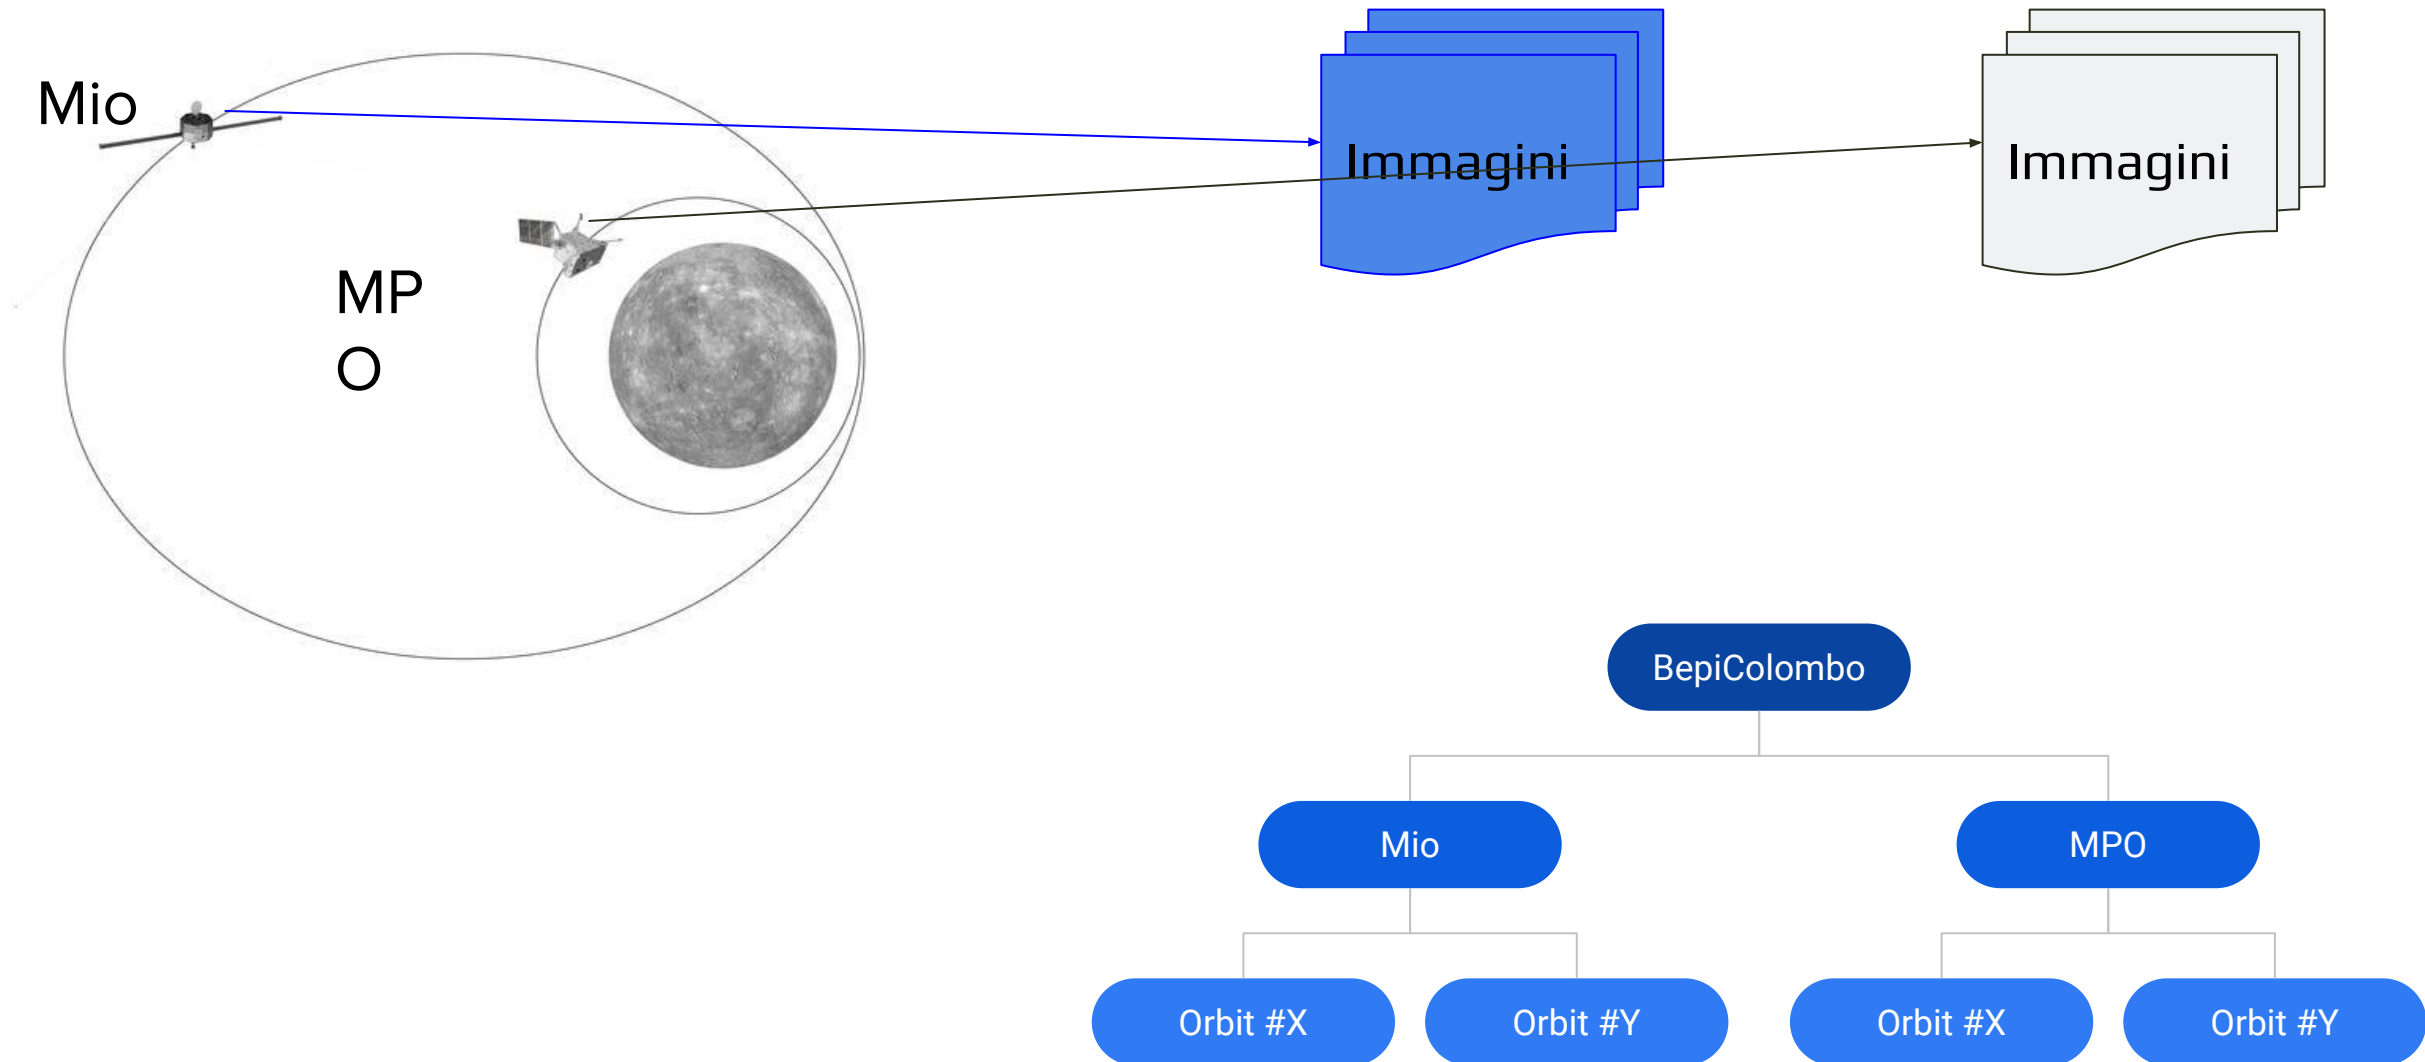 Mio
MP
O
Immagini
Immagini
BepiColombo
Mio
MPO
Orbit #X
Orbit #Y
Orbit #X
Orbit #Y